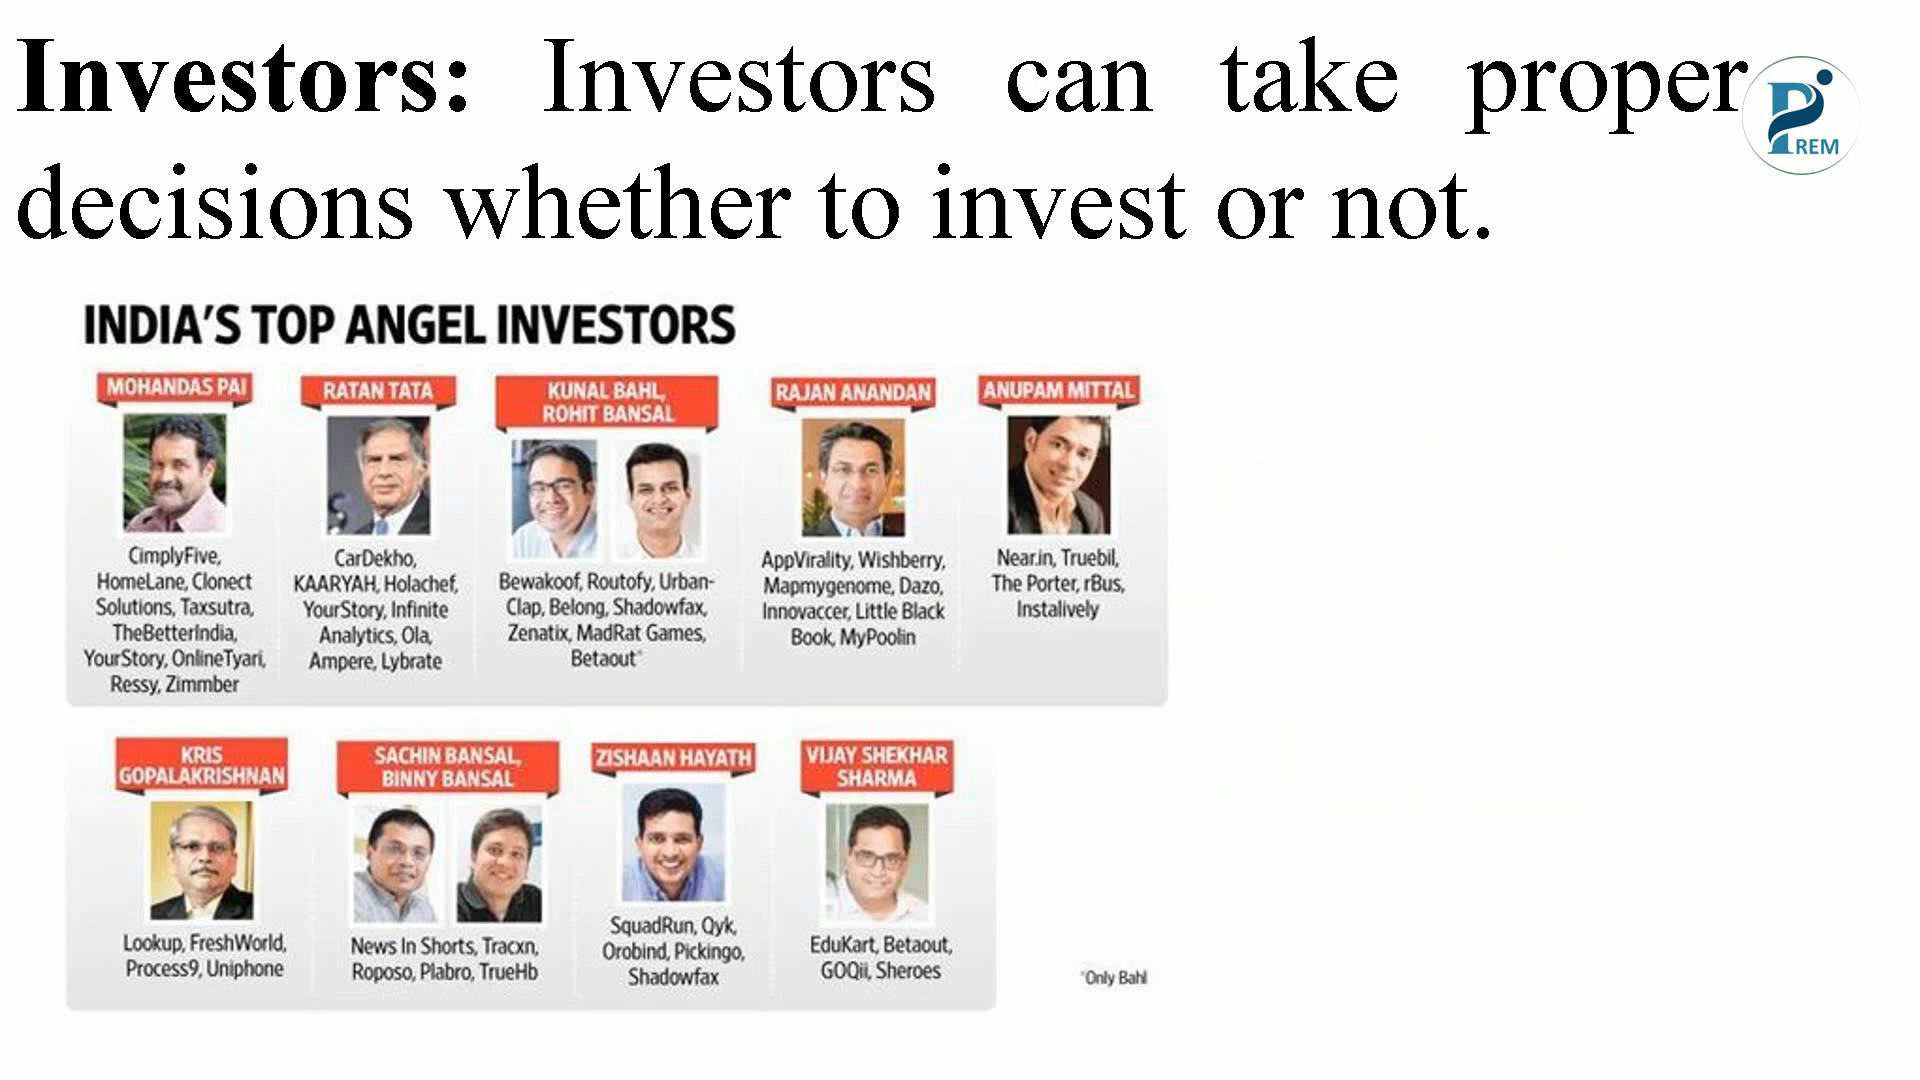 Investors: Investors can take proper
decisions whether to invest or not.
PREM
INDIA'S TOP ANGEL INVESTORS
MOHANDAS PAI
CimplyFive,
HomeLane, Clonect
Solutions, Taxsutra,
TheBetterIndia,
YourStory, OnlineTyari,
Ressy, Zimmber
RATAN TATA
CarDekho,
KAARYAH, Holachef,
YourStory, Infinite
Analytics, Ola,
Ampere, Lybrate
KUNAL BAHL,
ROHIT BANSAL
Bewakoof, Routofy, Urban-
Clap, Belong, Shadowfax,
Zenatix, MadRat Games,
Betaout*
RAJAN ANANDAN
AppVirality, Wishberry,
Mapmygenome, Dazo,
Innovaccer, Little Black
Book, MyPoolin
ANUPAM MITTAL
Near.in, Truebil,
The Porter, rBus,
Instalively
KRIS
GOPALAKRISHNAN
Lookup, FreshWorld,
Process9, Uniphone
SACHIN BANSAL,
BINNY BANSAL
News In Shorts, Tracxn,
Roposo, Plabro, TrueHb
ZISHAAN HAYATH
SquadRun, Qyk,
Orobind, Pickingo,
Shadowfax
VIJAY SHEKHAR
SHARMA
EduKart, Betaout,
GOQii, Sheroes
*Only Bahl